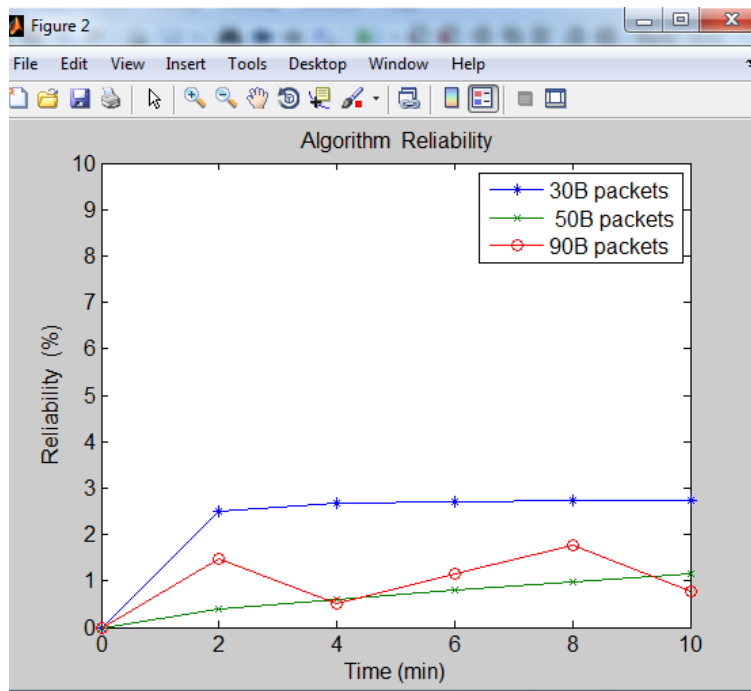 Figure 2
File Edit View Insert Tools Desktop Window Help
Algorithm Reliability
10
9
8
7
6
5
4
3
2
1
0
Reliability (%)
30B packets
50B packets
90B packets
0 2 4 6 8 10
Time (min)